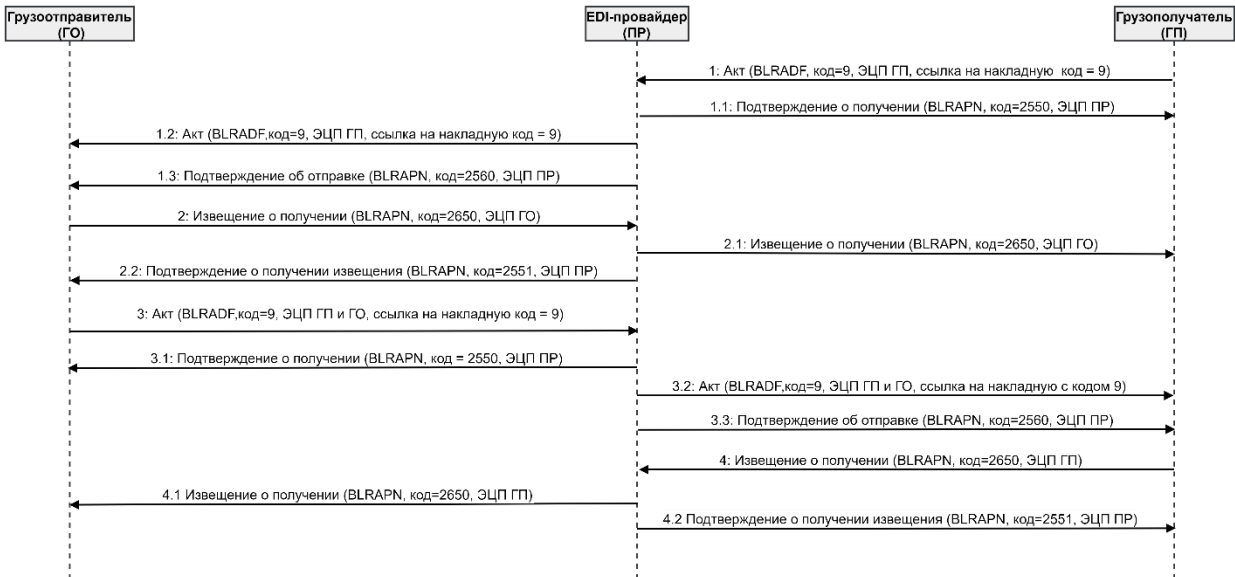 Грузоотправитель
(ГО)
EDI-провайдер
(ПР)
Грузополучатель
(ГП)
1: Акт (BLRADF, код=9, ЭЦП ГП, ссылка на накладную код = 9)
1.1: Подтверждение о получении (BLRAPN, код=2550, ЭЦП ПР)
1.2: Акт (BLRADF,код=9, ЭЦП ГП, ссылка на накладную код = 9)
1.3: Подтверждение об отправке (BLRAPN, код=2560, ЭЦП ПР)
2: Извещение о получении (BLRAPN, код=2650, ЭЦП ГО)
2.1: Извещение о получении (BLRAPN, код=2650, ЭЦП ГО)
2.2: Подтверждение о получении извещения (BLRAPN, код=2551, ЭЦП ПР)
3: Акт (BLRADF,код=9, ЭЦП ГП и ГО, ссылка на накладную код = 9)
3.1: Подтверждение о получении (BLRAPN, код = 2550, ЭЦП ПР)
3.2: Акт (BLRADF,код=9, ЭЦП ГП и ГО, ссылка на накладную с кодом 9)
3.3: Подтверждение об отправке (BLRAPN, код=2560, ЭЦП ПР)
4: Извещение о получении (BLRAPN, код=2650, ЭЦП ГП)
4.1 Извещение о получении (BLRAPN, код=2650, ЭЦП ГП)
4.2 Подтверждение о получении извещения (BLRAPN, код=2551, ЭЦП ПР)